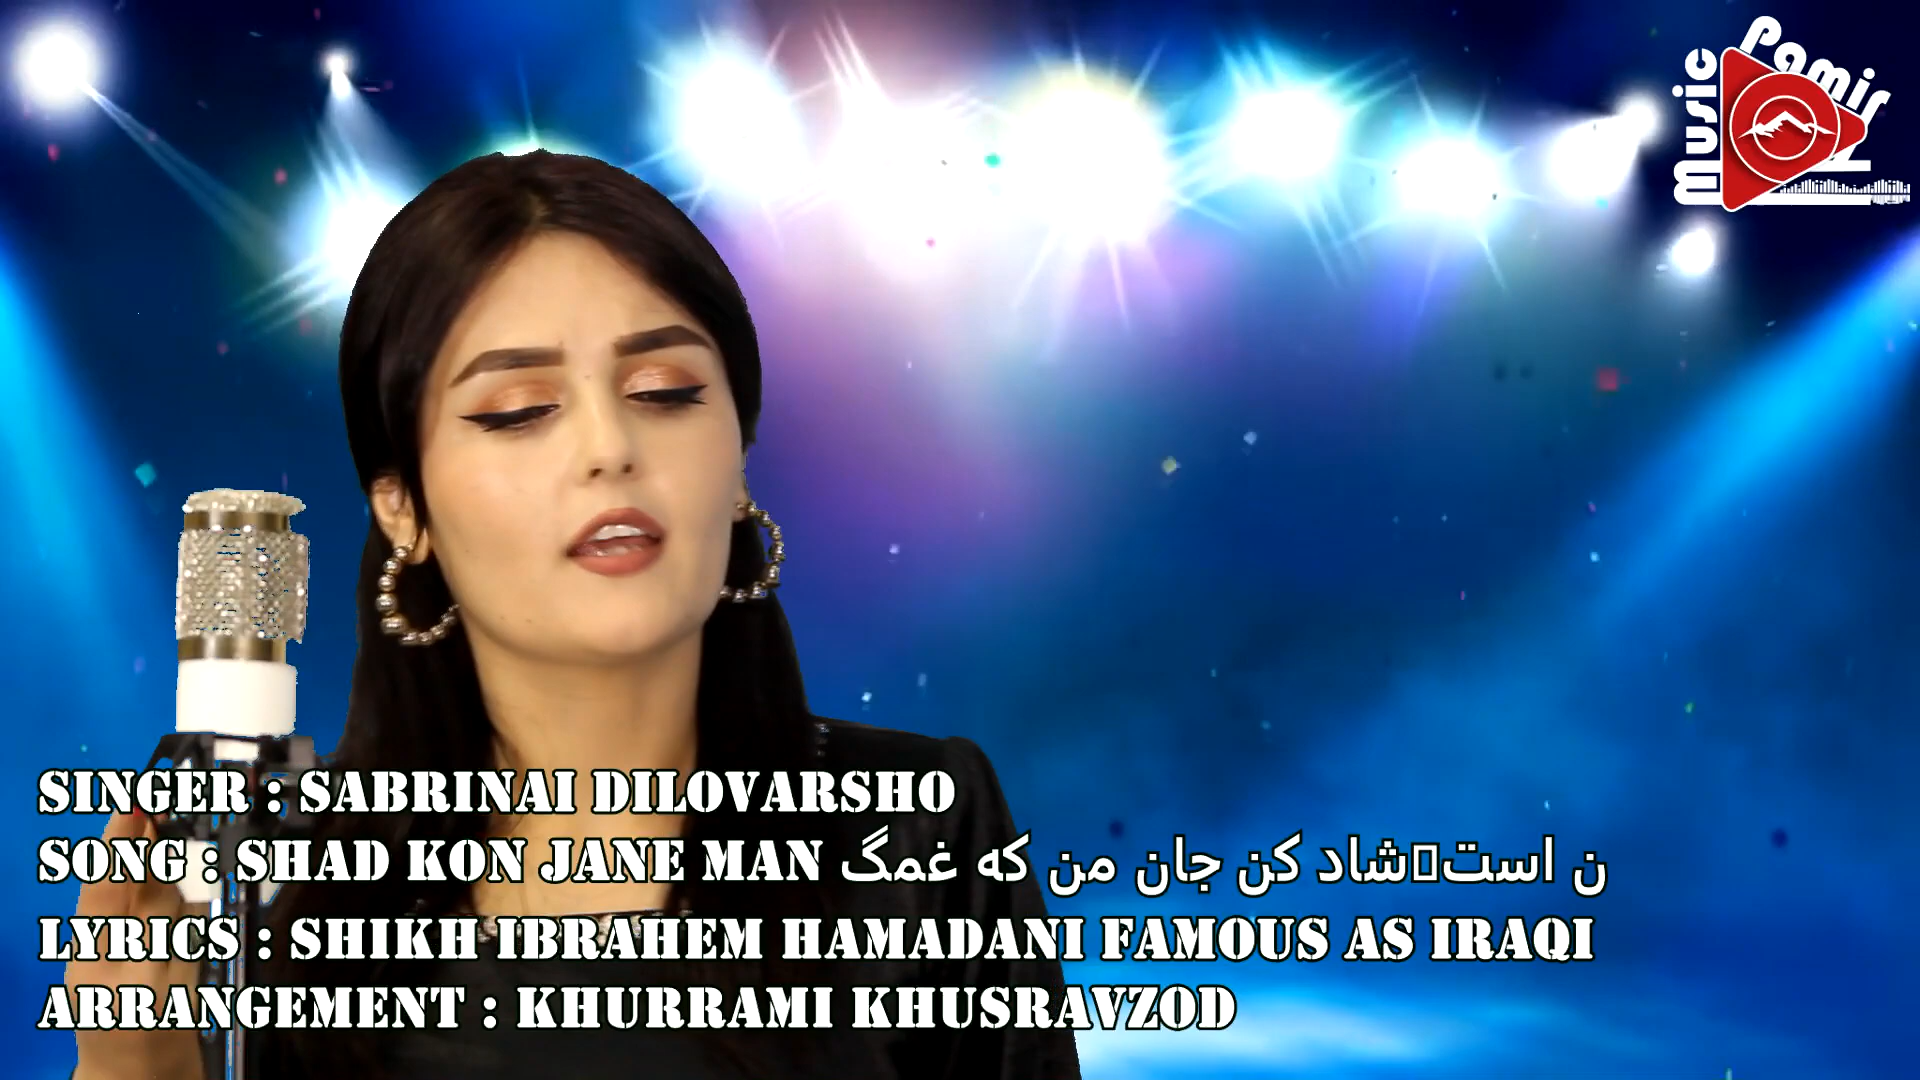 Pamir
Music
SINGER : SABRINAI DILOVARSHO
SONG : SHAD KON JANE MAN شاد کن جان من که غمگ▯ن است
LYRICS : SHIKH IBRAHEM HAMADANI FAMOUS AS IRAQI
ARRANGEMENT : KHURRAMI KHUSRAVZOD